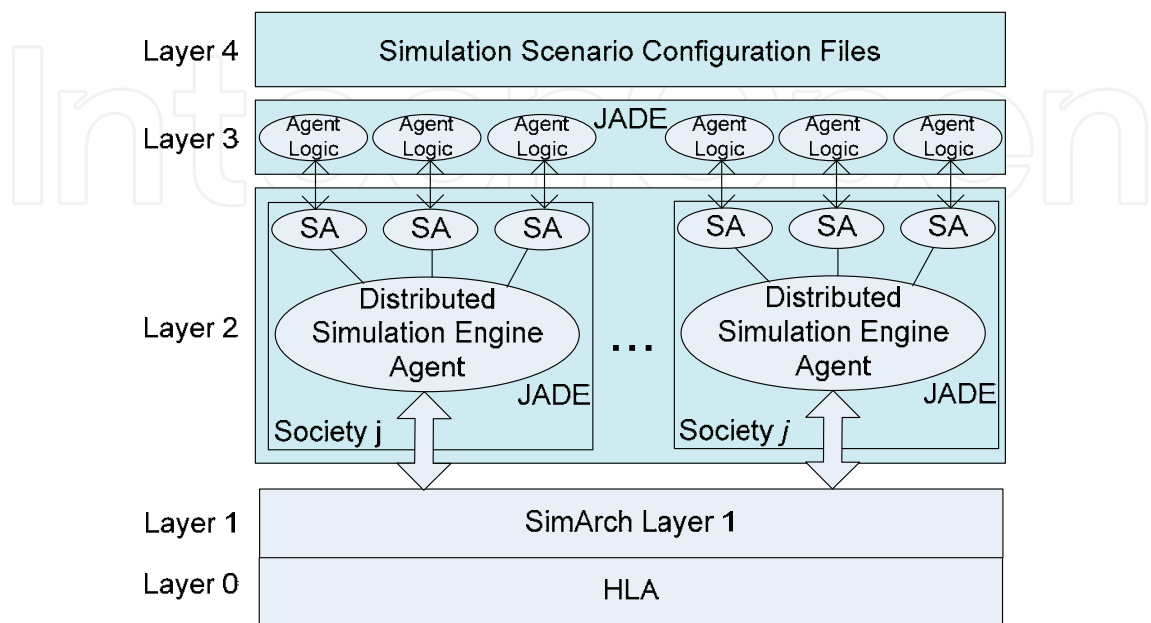 IntechOpen
Layer 4
Simulation Scenario Configuration Files
Layer 3
JADE
Agent
Logic
Agent
Logic
Agent
Logic
Agent
Logic
Agent
Logic
Agent
Logic
Layer 2
SA
SA
SA
Distributed
Simulation Engine
Agent
JADE
Society j
...
SA
SA
SA
Distributed
Simulation Engine
Agent
JADE
Society j
Layer 1
SimArch Layer 1
Layer 0
HLA